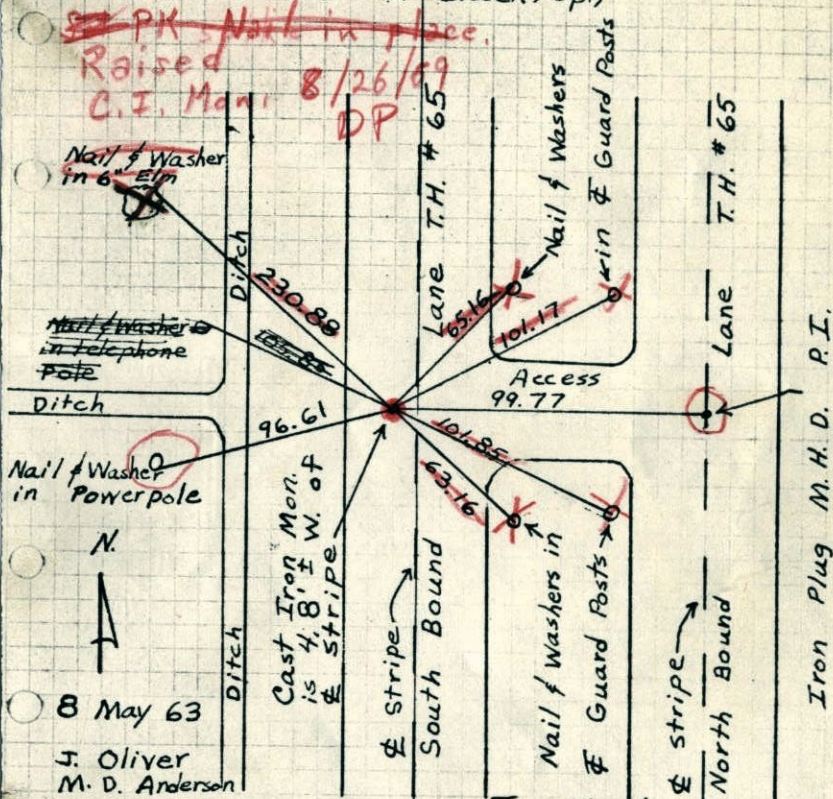 PK Nail in place.
Raised
C. I. Mon. 8/26/69
DP
Nail & Washer
in 6" Elm
Ditch
230.88
Nail & Washer
in telephone
Pole
Ditch
96.61
Nail & Washer
in Powerpole
N.
8 May 63
J. Oliver
M. D. Anderson
Ditch
Cast Iron Mon.
is 4.8' ± W. of
℄ stripe
℄ Stripe
South Bound
Lane T.H. #65
65.16
101.17
Nail & Washers
in ℄ Guard Posts
Access
99.77
101.85
63.16
Nail & Washers in
℄ Guard Posts
℄ stripe
North Bound
Lane T.H. #65
Iron Plug M.H.D. P.I.